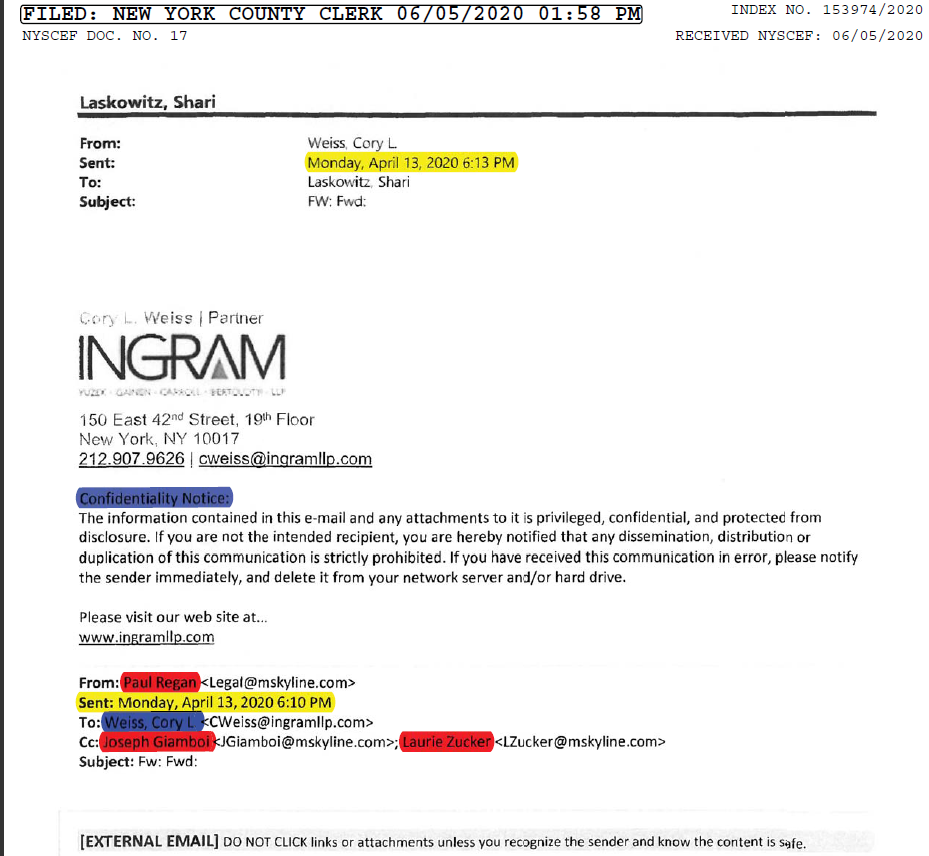 FILED: NEW YORK COUNTY CLERK 06/05/2020 01:58 PM
INDEX NO. 153974/2020
NYSCEF DOC. NO. 17
RECEIVED NYSCEF: 06/05/2020
Laskowitz, Shari
From: Weiss, Cory L.
Sent: Monday, April 13, 2020 6:13 PM
To: Laskowitz, Shari
Subject: FW: Fwd:
Cory L. Weiss | Partner
INGRAM
YUZEK · GAINEN · CARROLL · BERTOLOTTI · LLP
150 East 42nd Street, 19th Floor
New York, NY 10017
212.907.9626 | cweiss@ingramllp.com
Confidentiality Notice:
The information contained in this e-mail and any attachments to it is privileged, confidential, and protected from
disclosure. If you are not the intended recipient, you are hereby notified that any dissemination, distribution or
duplication of this communication is strictly prohibited. If you have received this communication in error, please notify
the sender immediately, and delete it from your network server and/or hard drive.
Please visit our web site at...
www.ingramllp.com
From: Paul Regan <Legal@mskyline.com>
Sent: Monday, April 13, 2020 6:10 PM
To: Weiss, Cory L <CWeiss@ingramllp.com>
Cc: Joseph Giamboi <JGiamboi@mskyline.com>; Laurie Zucker <LZucker@mskyline.com>
Subject: Fw: Fwd:
[EXTERNAL EMAIL] DO NOT CLICK links or attachments unless you recognize the sender and know the content is safe.